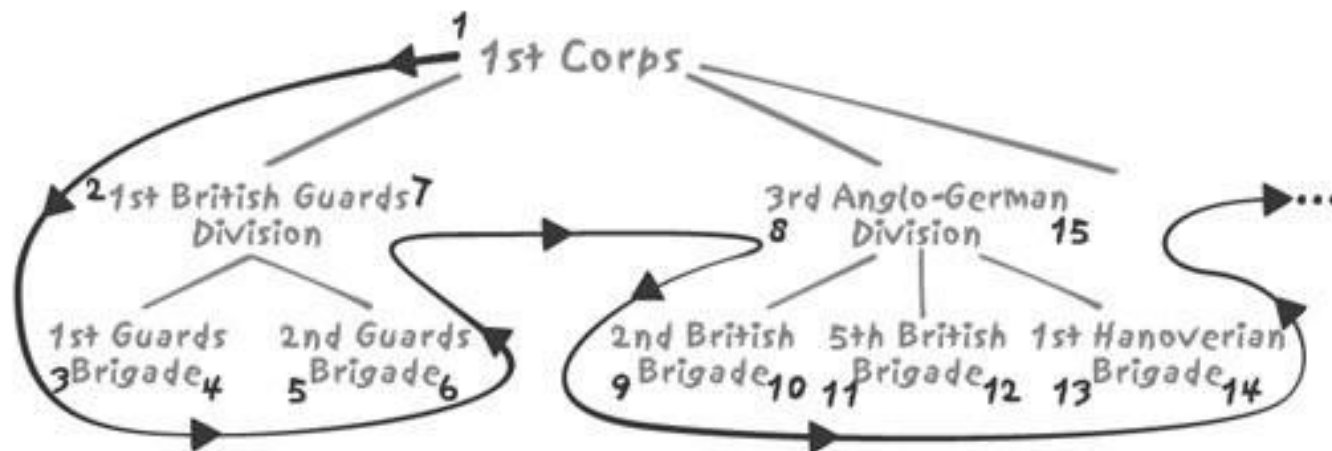 1
1st Corps
2 1st British Guards 7
Division
8 3rd Anglo-German
Division 15
...
1st Guards
3 Brigade 4
2nd Guards
5 Brigade 6
2nd British
9 Brigade 10
5th British
11 Brigade 12
1st Hanoverian
13 Brigade 14